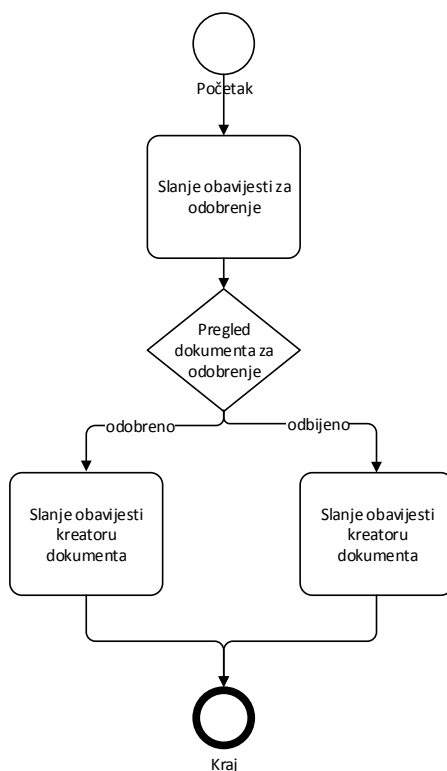 Početak
Slanje obavijesti za
odobrenje
Pregled
dokumenta za
odobrenje
odobreno
odbijeno
Slanje obavijesti
kreatoru
dokumenta
Slanje obavijesti
kreatoru
dokumenta
Kraj